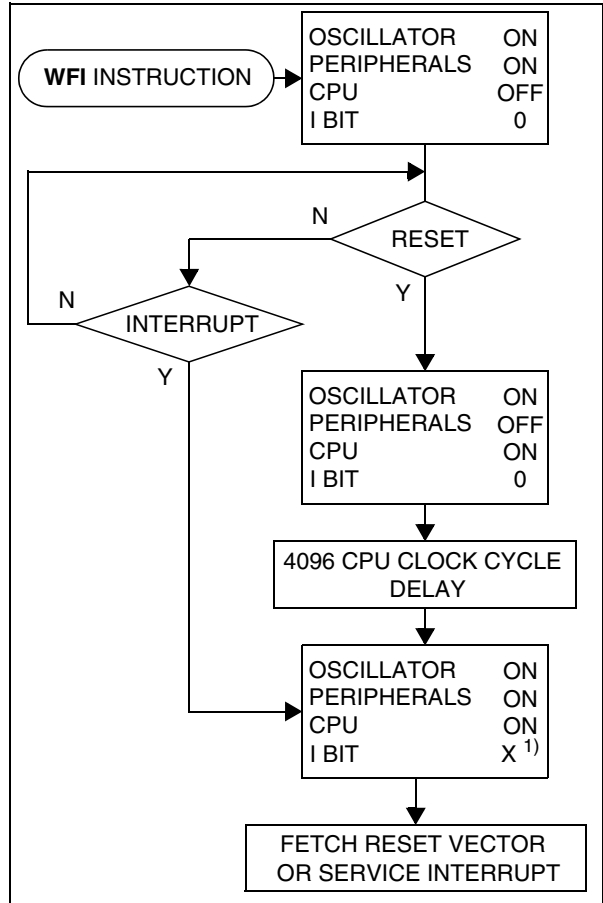 WFI INSTRUCTION
OSCILLATOR ON
PERIPHERALS ON
CPU OFF
I BIT 0
RESET
N
Y
INTERRUPT
N
Y
OSCILLATOR ON
PERIPHERALS OFF
CPU ON
I BIT 0
4096 CPU CLOCK CYCLE
DELAY
OSCILLATOR ON
PERIPHERALS ON
CPU ON
I BIT X 1)
FETCH RESET VECTOR
OR SERVICE INTERRUPT